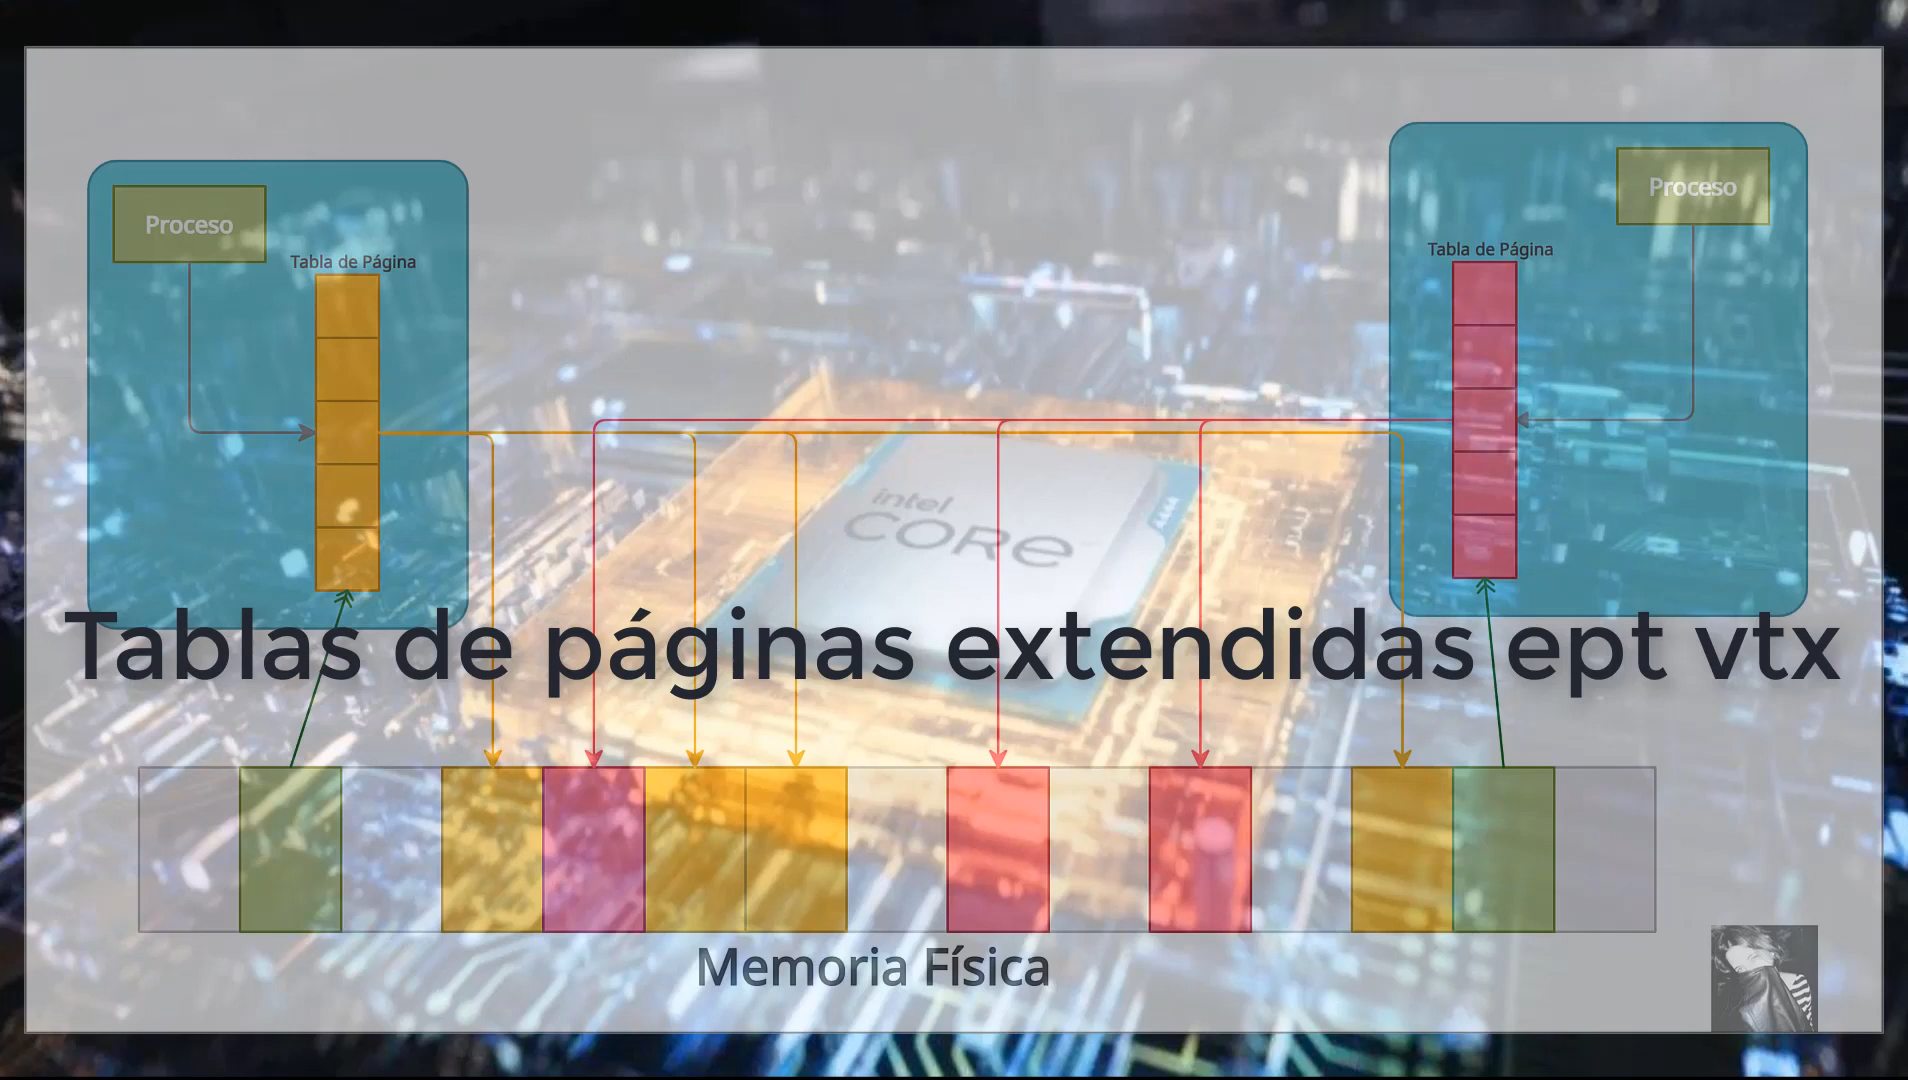 Proceso
Tabla de Página
Proceso
Tabla de Página
intel
CORe
Tablas de páginas extendidas ept vtx
Memoria Física